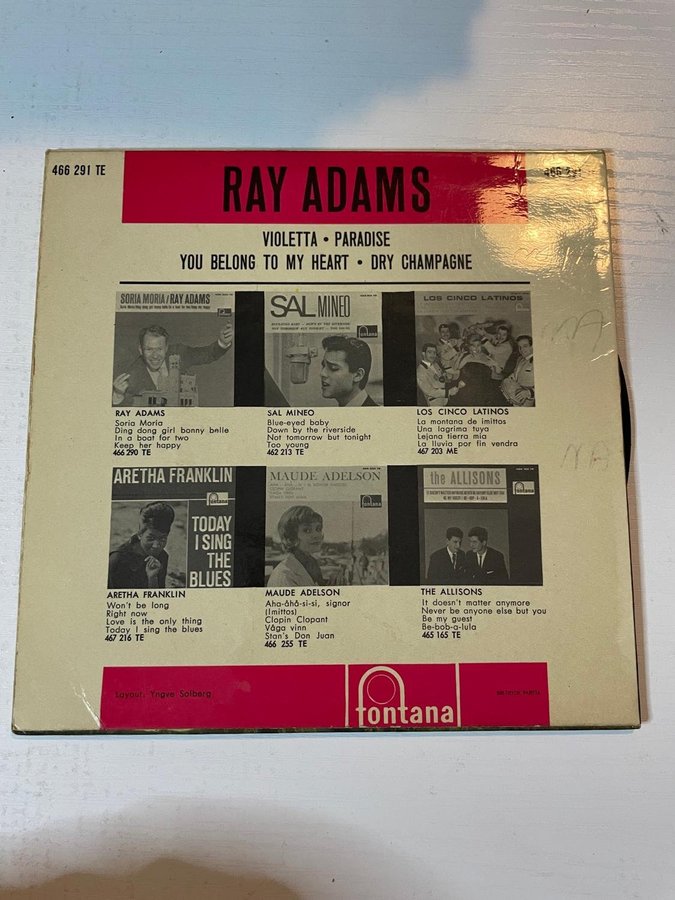 466 291 TE
RAY ADAMS
VIOLETTA • PARADISE
YOU BELONG TO MY HEART • DRY CHAMPAGNE
SORIA MORIA/RAY ADAMS
SAL MINEO
fontana
LOS CINCO LATINOS
RAY ADAMS
Soria Moria
Ding dong girl bonny belle
In a boat for two
Keep her happy
466 290 TE
SAL MINEO
Blue-eyed baby
Down by the riverside
Not tomorrow but tonight
Too young
462 213 TE
LOS CINCO LATINOS
La montana de imittos
Una lagrima tuya
Lejana tierra mia
La lluvia por fin vendra
467 203 ME
ARETHA FRANKLIN
fontana
TODAY
I SING
THE
BLUES
MAUDE ADELSON
fontana
the ALLISONS
fontana
ARETHA FRANKLIN
Won't be long
Right now
Love is the only thing
Today I sing the blues
467 216 TE
MAUDE ADELSON
Aha-åhå-si-si, signor
(Imittos)
Clopin Clopant
Våga vinn
Stan's Don Juan
466 255 TE
THE ALLISONS
It doesn't matter anymore
Never be anyone else but you
Be my guest
Be-bob-a-lula
465 165 TE
Layout: Yngve Solberg
fontana